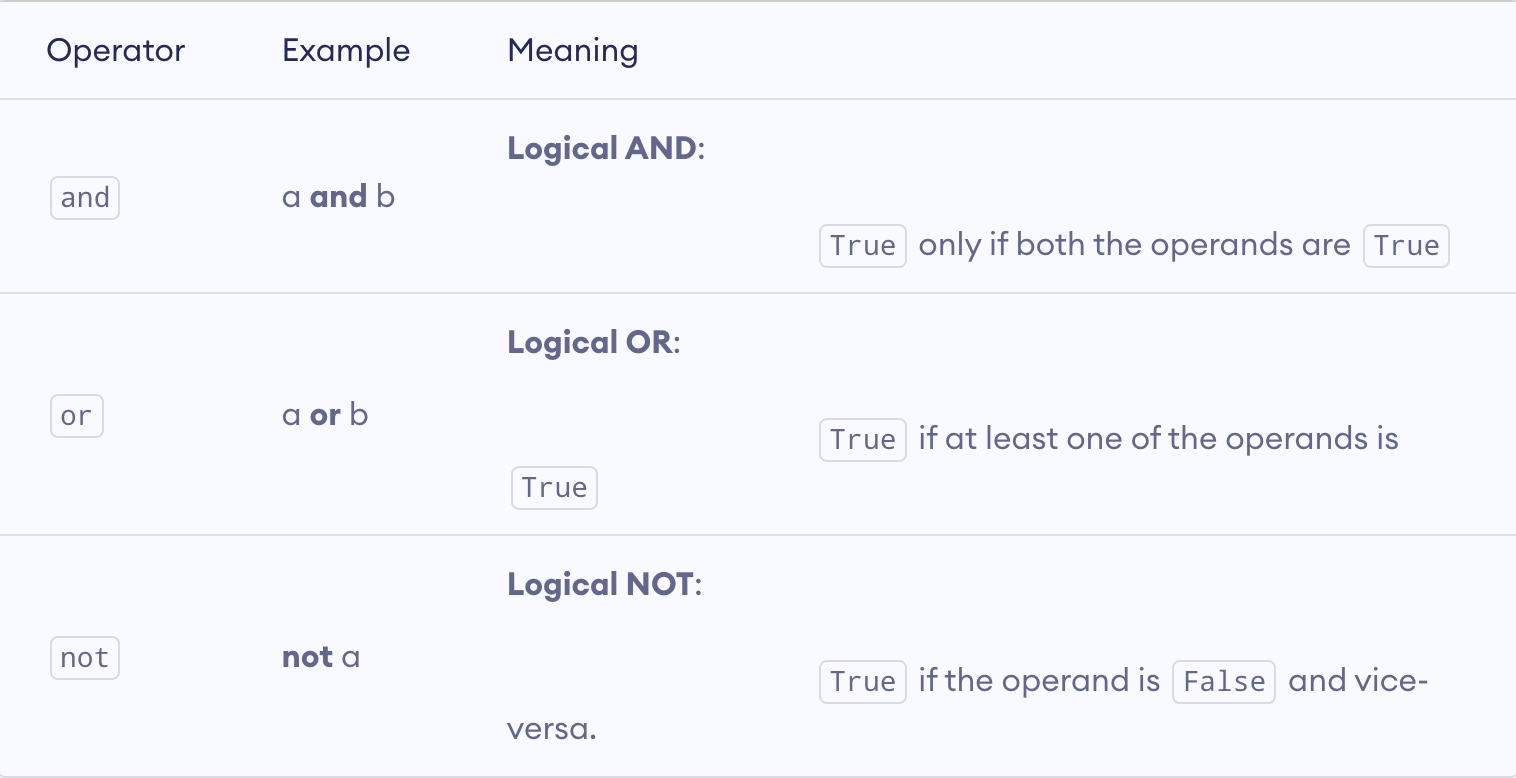 Operator Example Meaning
Logical AND:
and a and b
True only if both the operands are True
Logical OR:
or a or b
True if at least one of the operands is
True
Logical NOT:
not not a
True if the operand is False and vice-
versa.